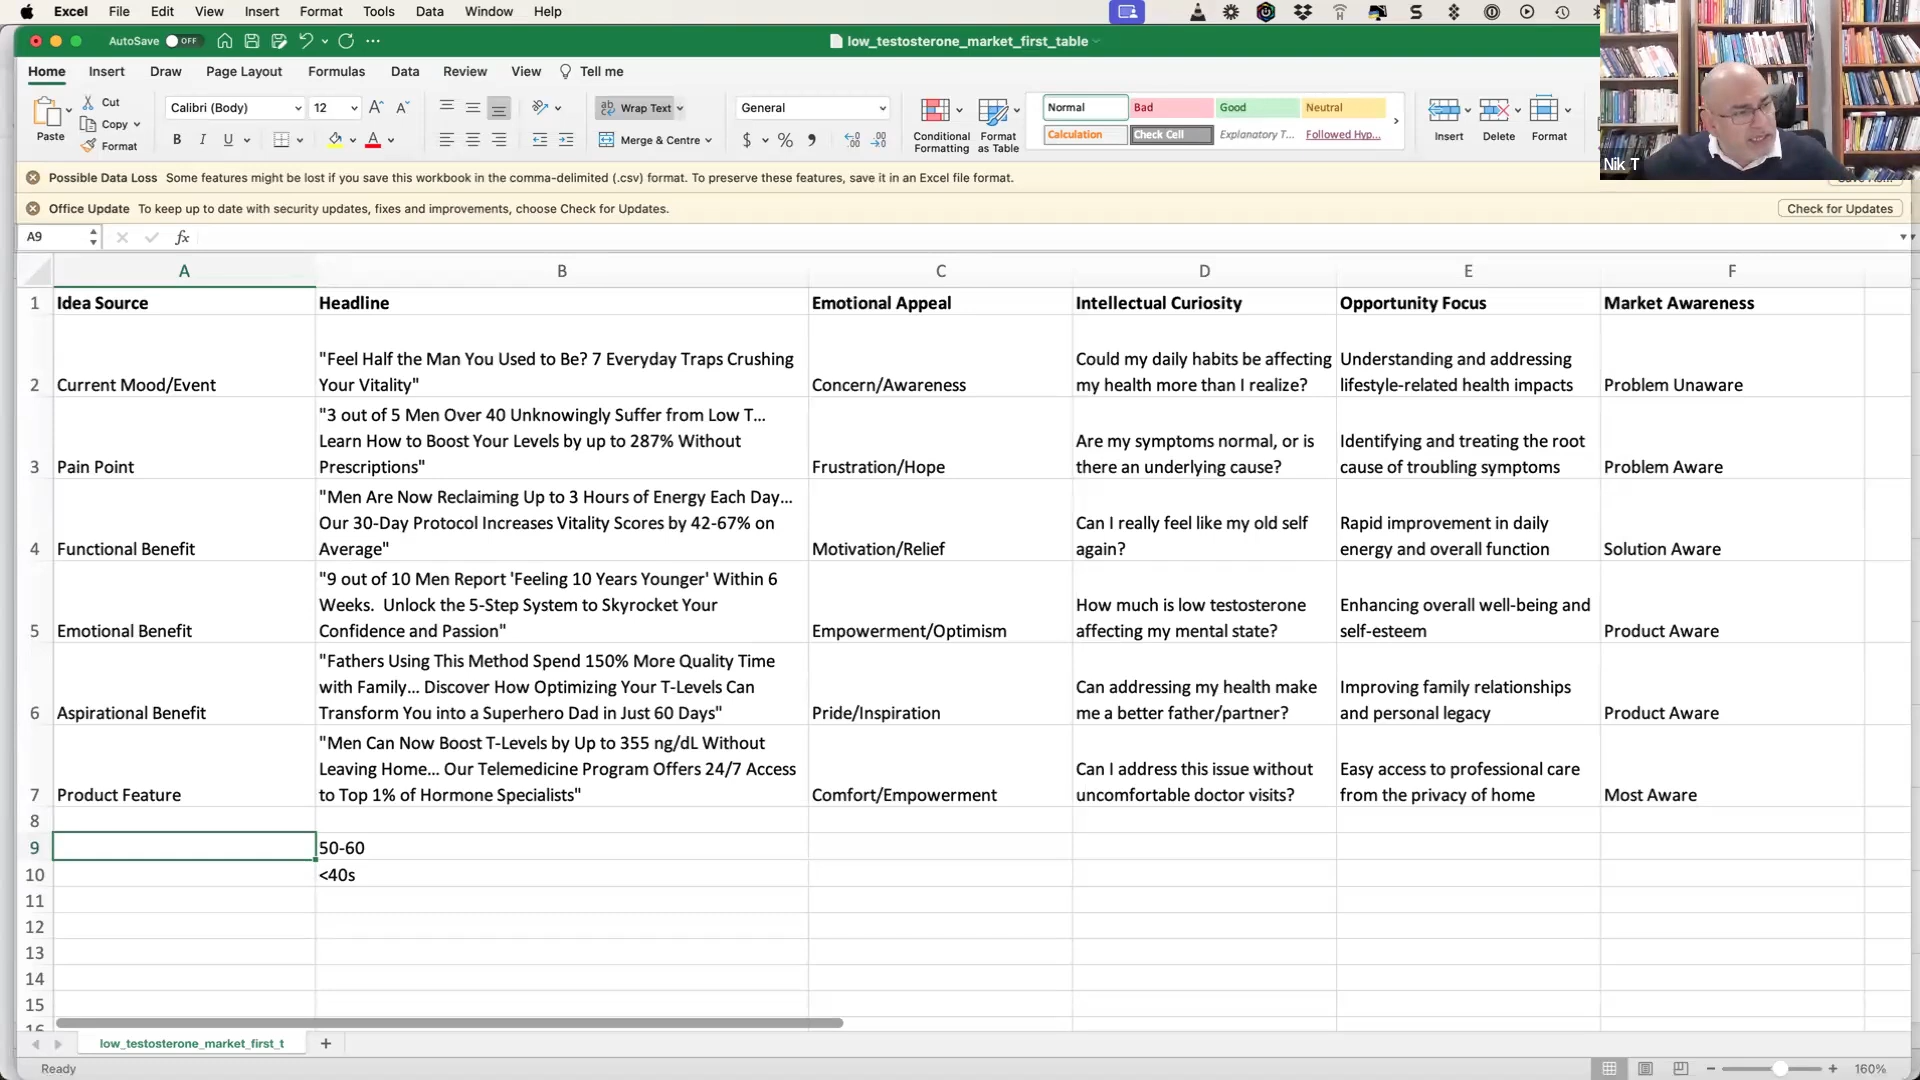 Excel File Edit View Insert Format Tools Data Window Help
AutoSave OFF low_testosterone_market_first_table
Home Insert Draw Page Layout Formulas Data Review View Tell me
Paste Cut Copy Format
Calibri (Body) 12
B I U
Wrap Text
Merge & Centre
General
$ % ,
Conditional Formatting
Format as Table
Normal Bad Good Neutral
Calculation Check Cell Explanatory T... Followed Hyp...
Insert Delete Format
Nik T
Possible Data Loss Some features might be lost if you save this workbook in the comma-delimited (.csv) format. To preserve these features, save it in an Excel file format.
Office Update To keep up to date with security updates, fixes and improvements, choose Check for Updates. Check for Updates
A9 fx
A B C D E F
1 Idea Source Headline Emotional Appeal Intellectual Curiosity Opportunity Focus Market Awareness
"Feel Half the Man You Used to Be? 7 Everyday Traps Crushing Could my daily habits be affecting Understanding and addressing
2 Current Mood/Event Your Vitality" Concern/Awareness my health more than I realize? lifestyle-related health impacts Problem Unaware
"3 out of 5 Men Over 40 Unknowingly Suffer from Low T...
Learn How to Boost Your Levels by up to 287% Without Are my symptoms normal, or is Identifying and treating the root
3 Pain Point Prescriptions" Frustration/Hope there an underlying cause? cause of troubling symptoms Problem Aware
"Men Are Now Reclaiming Up to 3 Hours of Energy Each Day...
Our 30-Day Protocol Increases Vitality Scores by 42-67% on Can I really feel like my old self Rapid improvement in daily
4 Functional Benefit Average" Motivation/Relief again? energy and overall function Solution Aware
"9 out of 10 Men Report 'Feeling 10 Years Younger' Within 6
Weeks. Unlock the 5-Step System to Skyrocket Your How much is low testosterone Enhancing overall well-being and
5 Emotional Benefit Confidence and Passion" Empowerment/Optimism affecting my mental state? self-esteem Product Aware
"Fathers Using This Method Spend 150% More Quality Time
with Family... Discover How Optimizing Your T-Levels Can Can addressing my health make Improving family relationships
6 Aspirational Benefit Transform You into a Superhero Dad in Just 60 Days" Pride/Inspiration me a better father/partner? and personal legacy Product Aware
"Men Can Now Boost T-Levels by Up to 355 ng/dL Without
Leaving Home... Our Telemedicine Program Offers 24/7 Access Can I address this issue without Easy access to professional care
7 Product Feature to Top 1% of Hormone Specialists" Comfort/Empowerment uncomfortable doctor visits? from the privacy of home Most Aware
8
9 50-60
10 <40s
11
12
13
14
15
16
low_testosterone_market_first_t +
Ready 160%